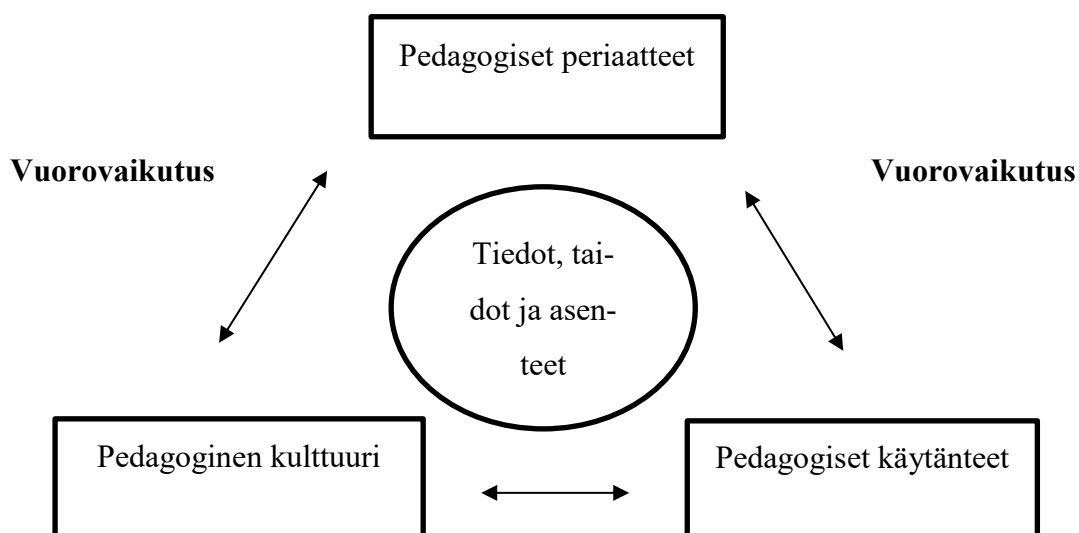 Pedagogiset periaatteet
Vuorovaikutus
Vuorovaikutus
Tiedot, tai-
dot ja asen-
teet
Pedagoginen kulttuuri
Pedagogiset käytänteet